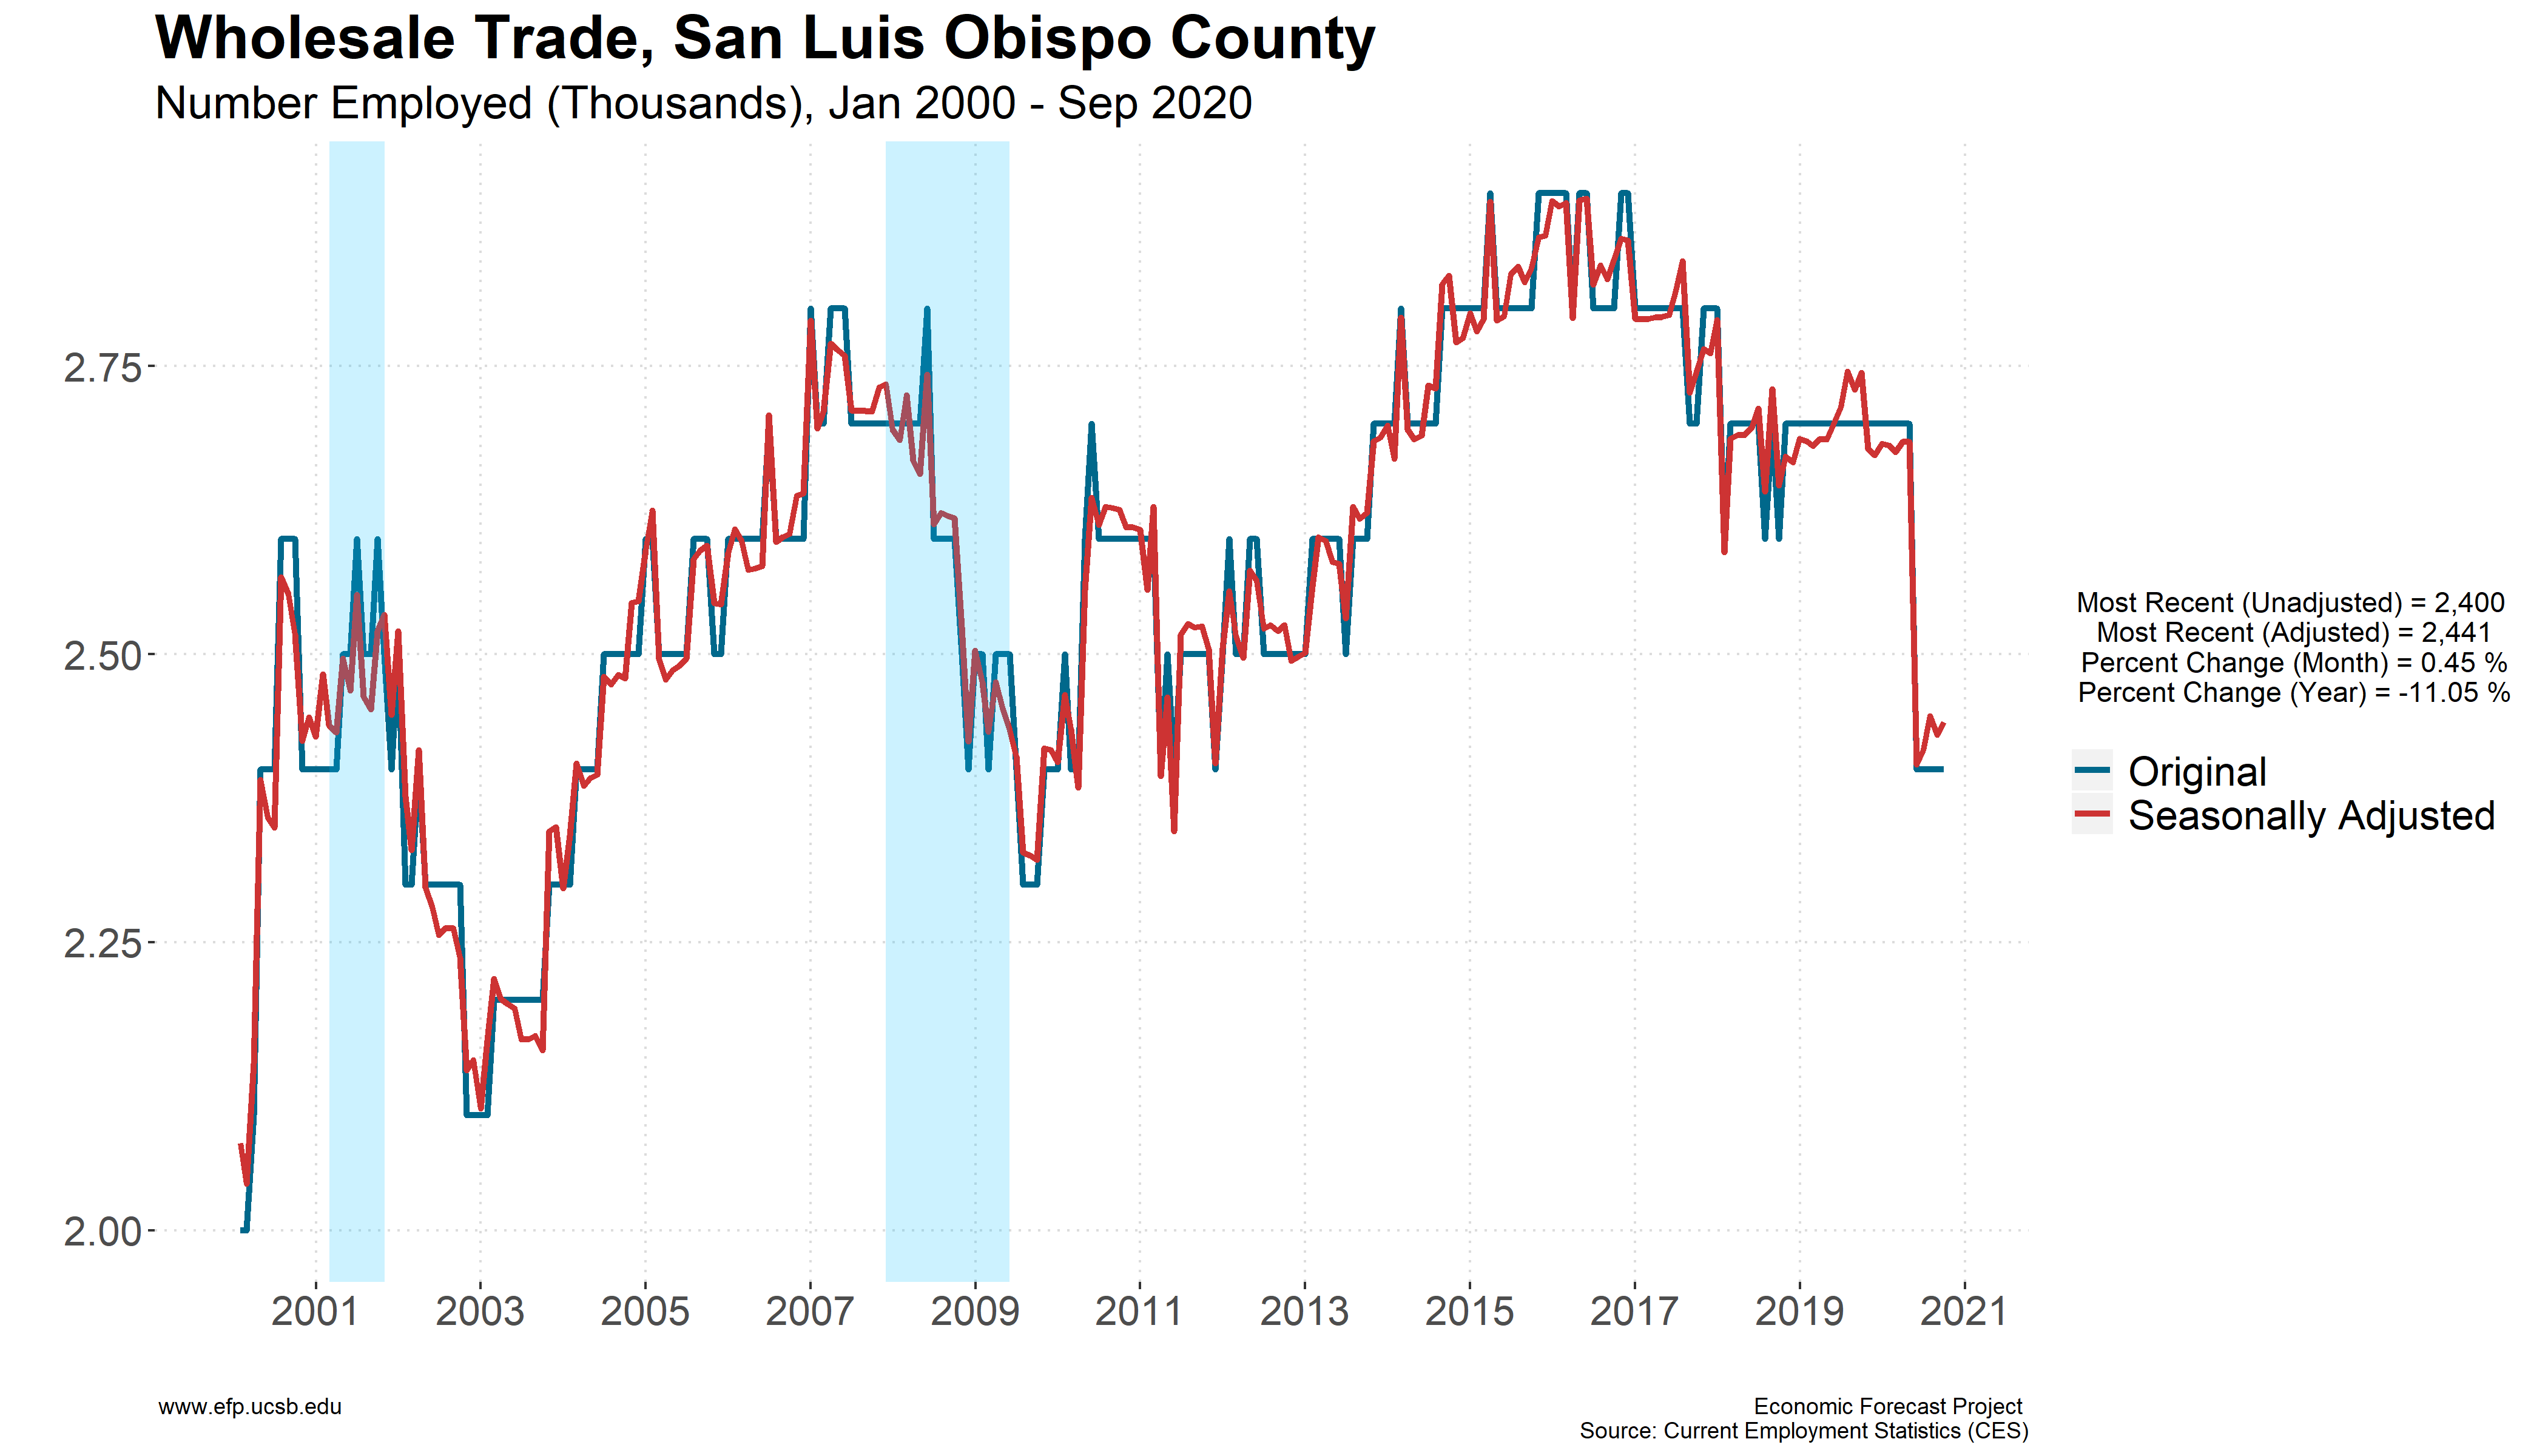 Wholesale Trade, San Luis Obispo County
Number Employed (Thousands), Jan 2000 - Sep 2020
2.75
2.50
2.25
2.00
2001 2003 2005 2007 2009 2011 2013 2015 2017 2019 2021
Most Recent (Unadjusted) = 2,400
Most Recent (Adjusted) = 2,441
Percent Change (Month) = 0.45 %
Percent Change (Year) = -11.05 %
Original
Seasonally Adjusted
www.efp.ucsb.edu
Economic Forecast Project
Source: Current Employment Statistics (CES)